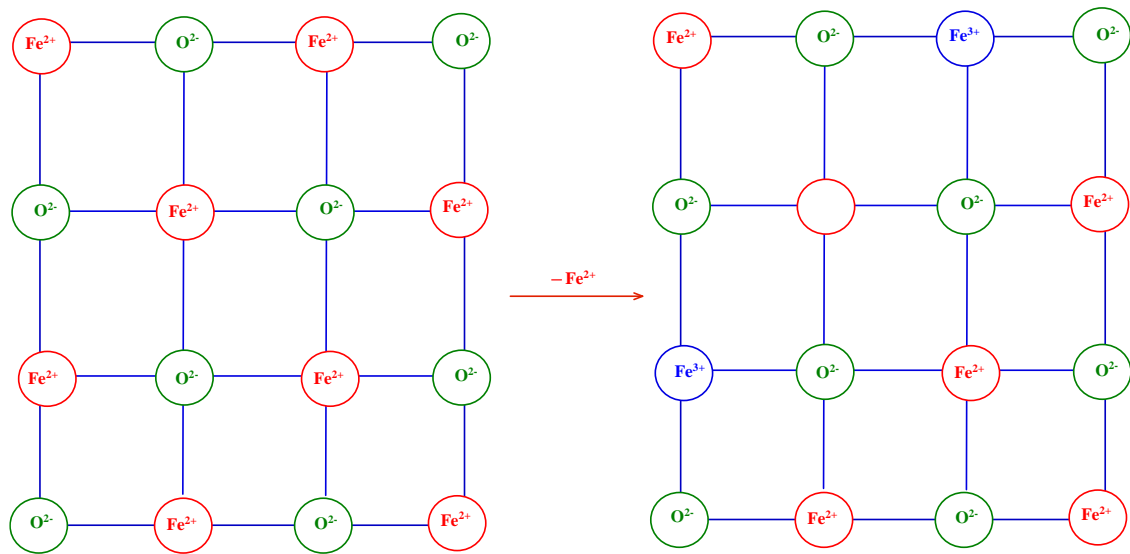 Fe²⁺ O²⁻ Fe²⁺ O²⁻
O²⁻ Fe²⁺ O²⁻ Fe²⁺
Fe²⁺ O²⁻ Fe²⁺ O²⁻
O²⁻ Fe²⁺ O²⁻ Fe²⁺
– Fe²⁺
Fe²⁺ O²⁻ Fe³⁺ O²⁻
O²⁻ O²⁻ Fe²⁺
Fe³⁺ O²⁻ Fe²⁺ O²⁻
O²⁻ Fe²⁺ O²⁻ Fe²⁺